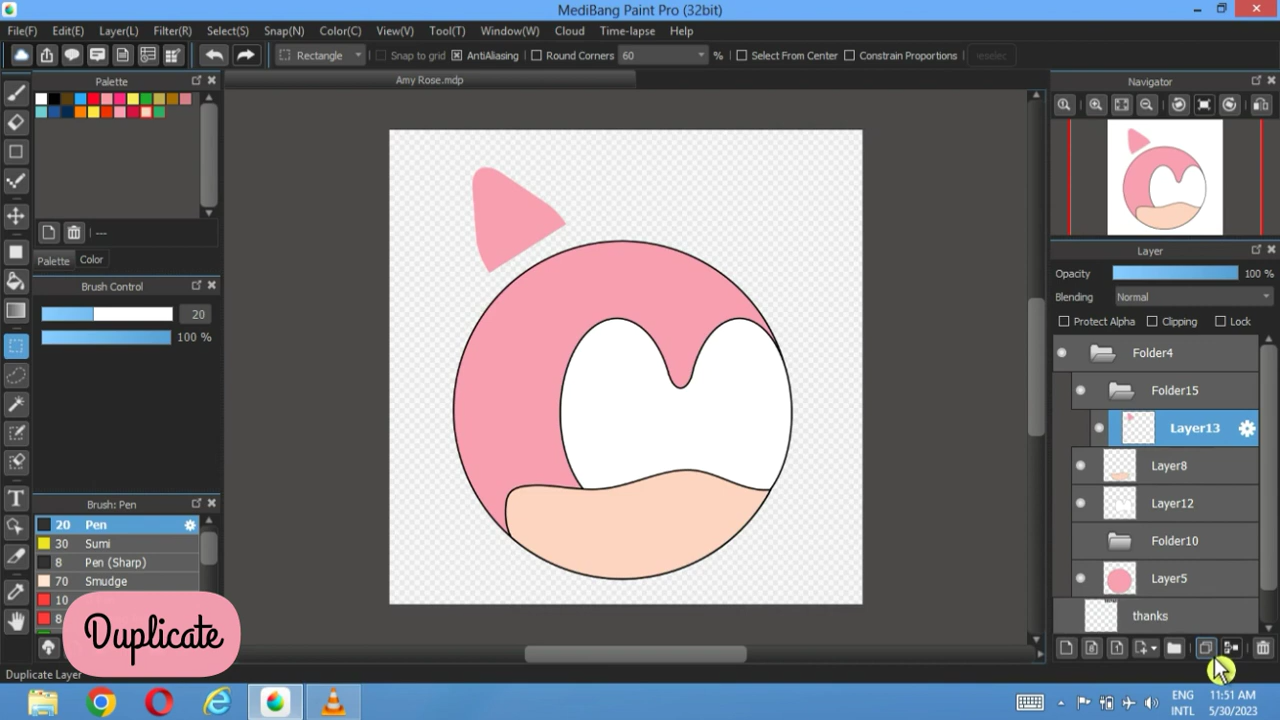 MediBang Paint Pro (32bit)
File(F) Edit(E) Layer(L) Filter(R) Select(S) Snap(N) Color(C) View(V) Tool(T) Window(W) Cloud Time-lapse Help
Rectangle Snap to grid AntiAliasing Round Corners 60 % Select From Center Constrain Proportions
Palette
Amy Rose.mdp
Navigator
---
Palette Color
Layer
Opacity 100 %
Brush Control
Blending Normal
20
Protect Alpha Clipping Lock
100 %
Folder4
Folder15
Layer13
Layer8
Layer12
Brush: Pen
20 Pen
30 Sumi
Folder10
8 Pen (Sharp)
70 Smudge
Layer5
10
8
thanks
Duplicate
Duplicate Layer
ENG 11:51 AM
INTL 5/30/2023